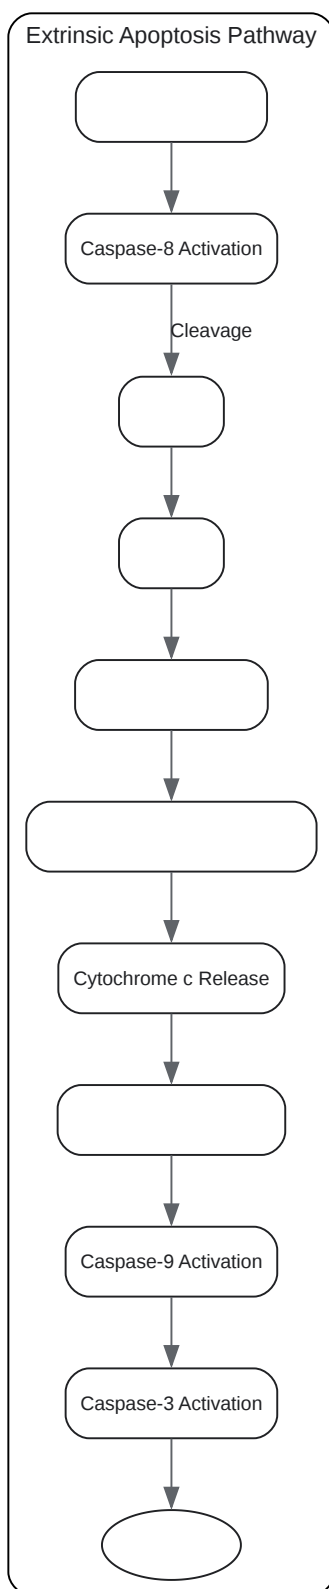 Extrinsic Apoptosis Pathway
Caspase-8 Activation
Cleavage
Cytochrome c Release
Caspase-9 Activation
Caspase-3 Activation